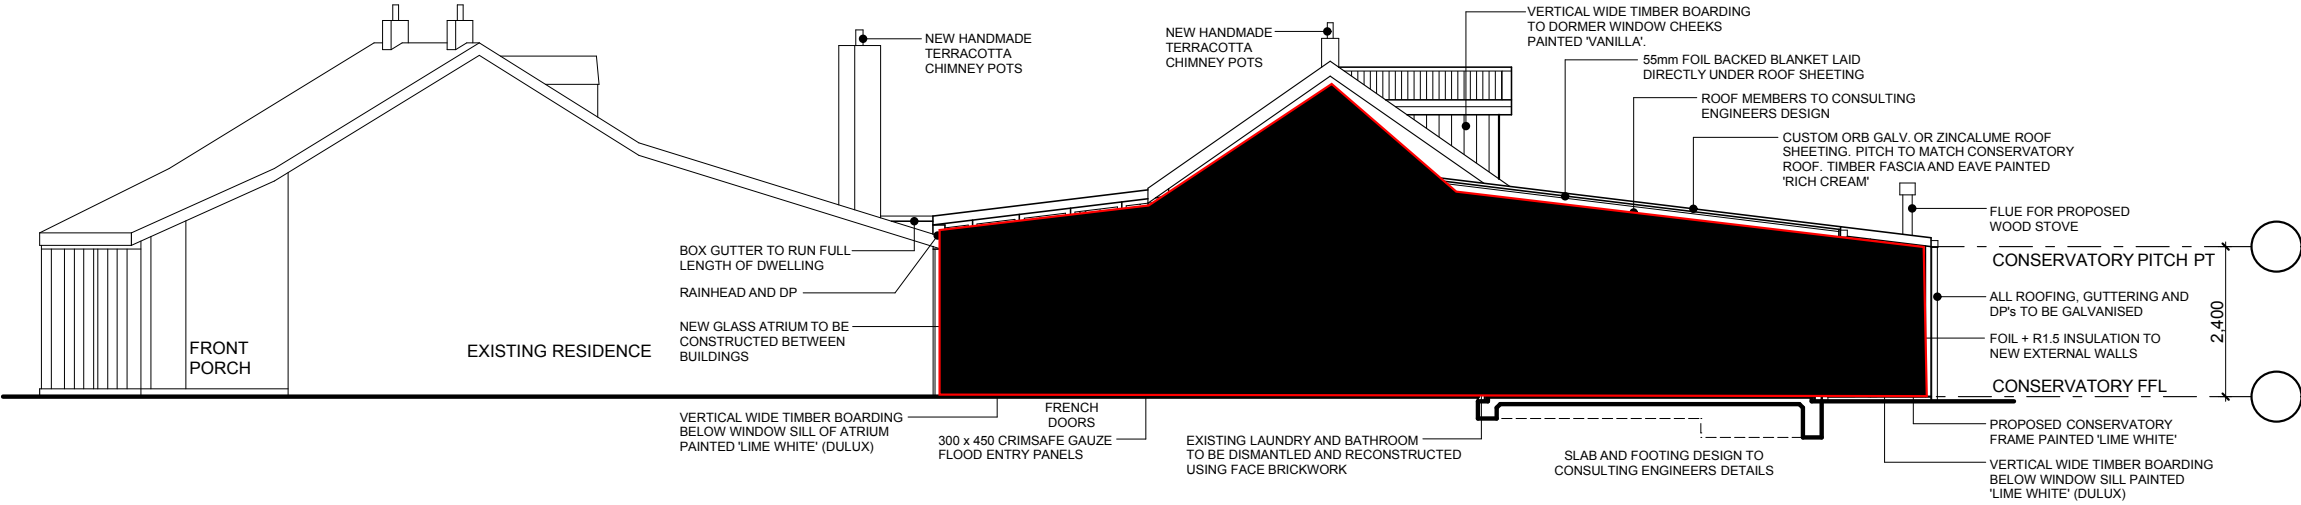 NEW HANDMADE
TERRACOTTA
CHIMNEY POTS
NEW HANDMADE
TERRACOTTA
CHIMNEY POTS
VERTICAL WIDE TIMBER BOARDING
TO DORMER WINDOW CHEEKS
PAINTED 'VANILLA'.
55mm FOIL BACKED BLANKET LAID
DIRECTLY UNDER ROOF SHEETING
ROOF MEMBERS TO CONSULTING
ENGINEERS DESIGN
CUSTOM ORB GALV. OR ZINCALUME ROOF
SHEETING. PITCH TO MATCH CONSERVATORY
ROOF. TIMBER FASCIA AND EAVE PAINTED
'RICH CREAM'
FLUE FOR PROPOSED
WOOD STOVE
CONSERVATORY PITCH PT
ALL ROOFING, GUTTERING AND
DP's TO BE GALVANISED
2,400
FOIL + R1.5 INSULATION TO
NEW EXTERNAL WALLS
CONSERVATORY FFL
PROPOSED CONSERVATORY
FRAME PAINTED 'LIME WHITE'
VERTICAL WIDE TIMBER BOARDING
BELOW WINDOW SILL PAINTED
'LIME WHITE' (DULUX)
BOX GUTTER TO RUN FULL
LENGTH OF DWELLING
RAINHEAD AND DP
NEW GLASS ATRIUM TO BE
CONSTRUCTED BETWEEN
BUILDINGS
FRONT
PORCH
EXISTING RESIDENCE
VERTICAL WIDE TIMBER BOARDING
BELOW WINDOW SILL OF ATRIUM
PAINTED 'LIME WHITE' (DULUX)
FRENCH
DOORS
300 x 450 CRIMSAFE GAUZE
FLOOD ENTRY PANELS
EXISTING LAUNDRY AND BATHROOM
TO BE DISMANTLED AND RECONSTRUCTED
USING FACE BRICKWORK
SLAB AND FOOTING DESIGN TO
CONSULTING ENGINEERS DETAILS